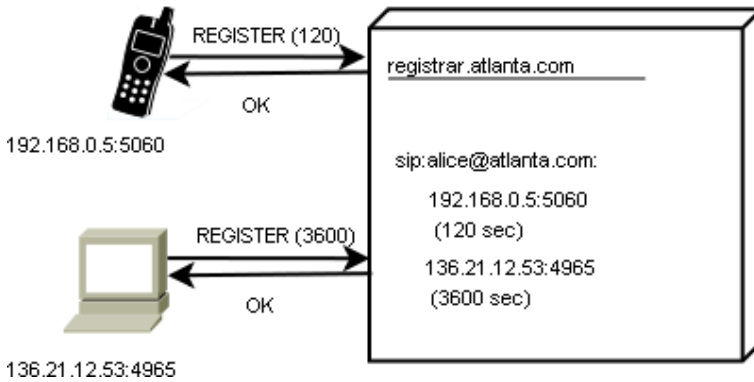 REGISTER (120)
OK
192.168.0.5:5060
REGISTER (3600)
OK
136.21.12.53:4965
registrar.atlanta.com
sip:alice@atlanta.com:
192.168.0.5:5060
(120 sec)
136.21.12.53:4965
(3600 sec)